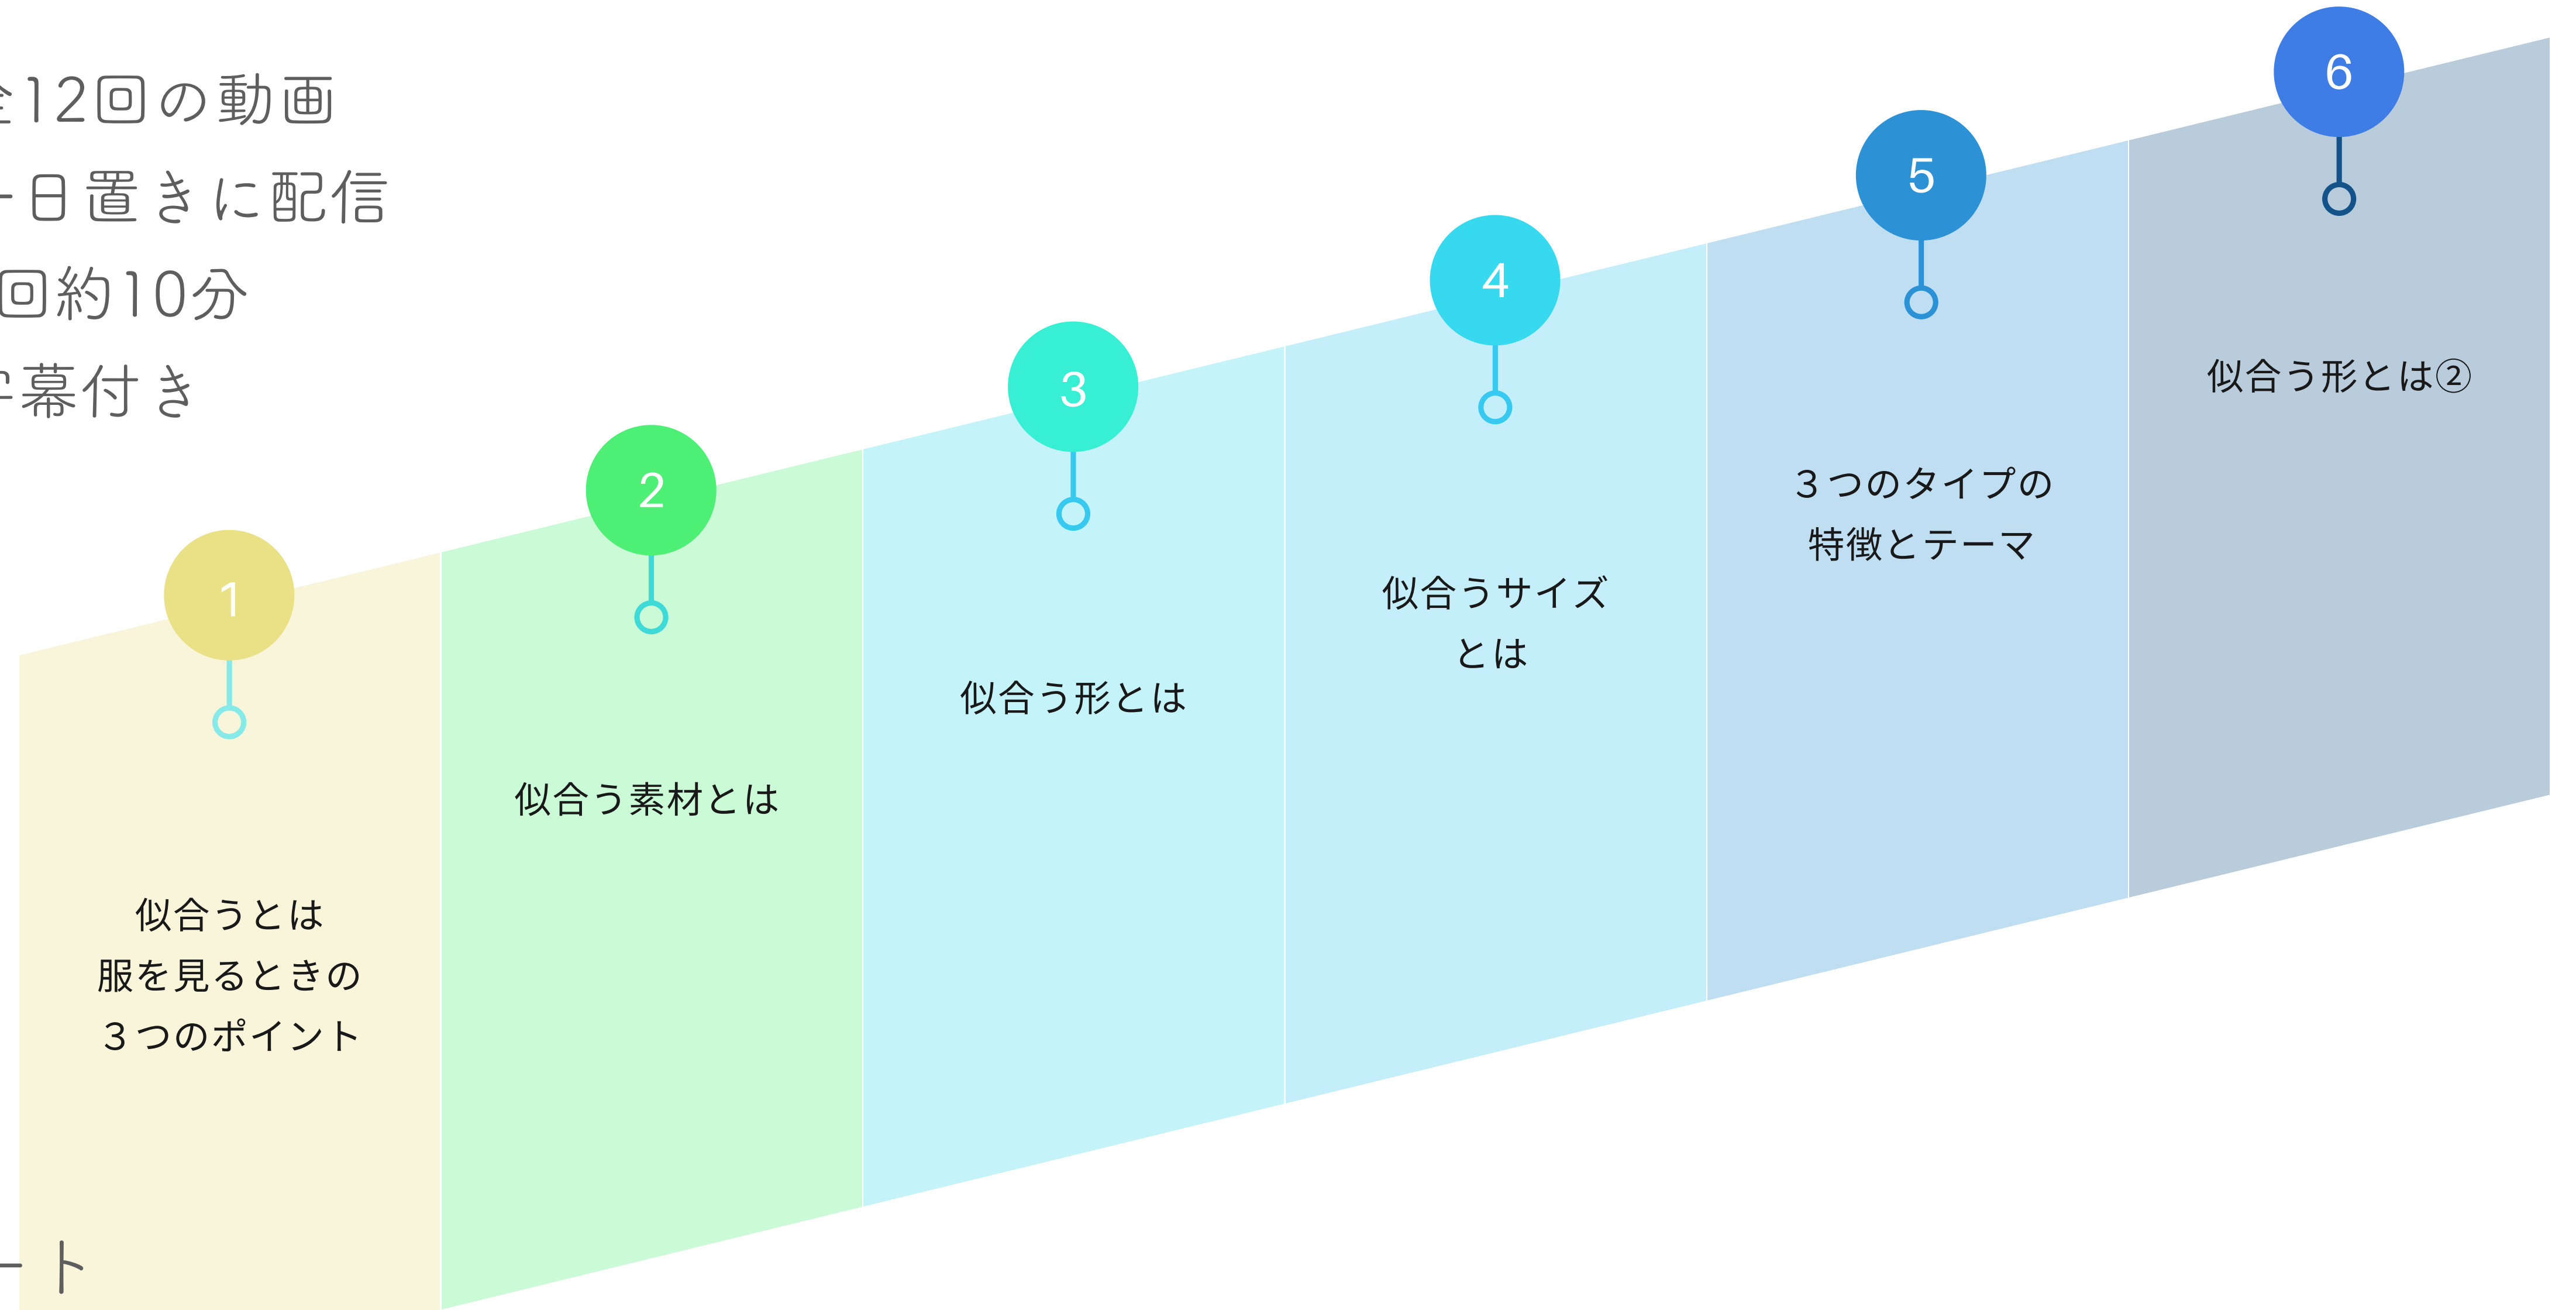 全12回の動画
一日置きに配信
回約10分
字幕付き
1
似合うとは
服を見るときの
３つのポイント
2
似合う素材とは
3
似合う形とは
4
似合うサイズ
とは
5
３つのタイプの
特徴とテーマ
6
似合う形とは②
ート